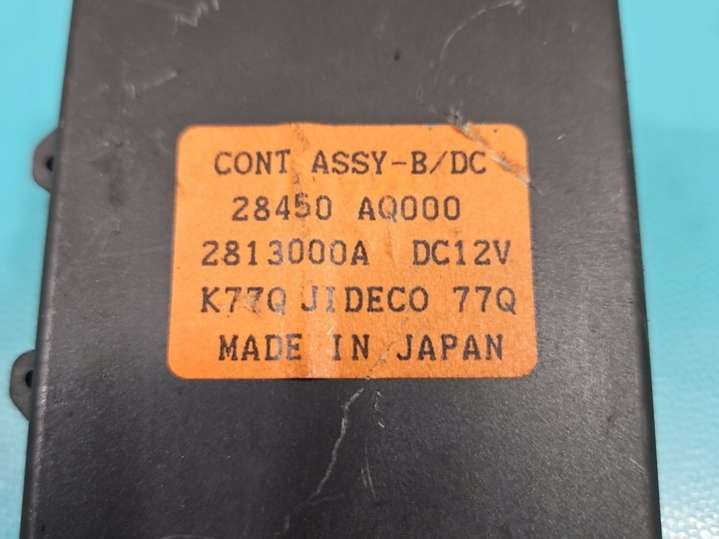 CONT ASSY-B/DC
28450 AQ000
2813000A DC12V
K77Q JIDECO 77Q
MADE IN JAPAN